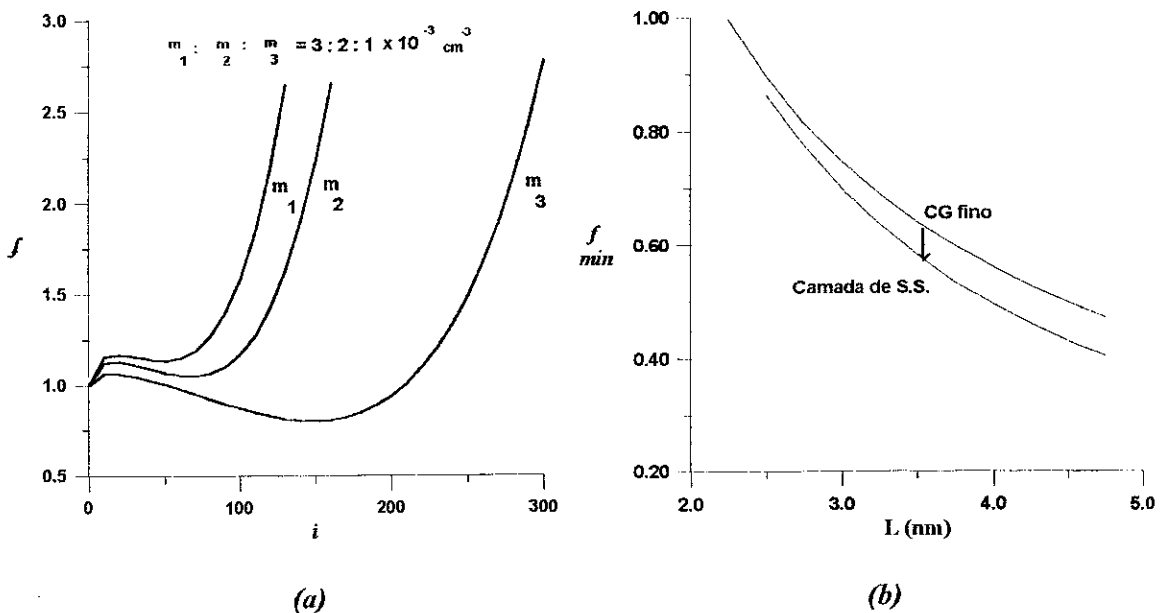 m₁ : m₂ : m₃ = 3 : 2 : 1 x 10⁻³ cm⁻³
3.0
2.5
2.0
f
1.5
1.0
0.5
m₁
m₂
m₃
0
100
200
300
i
(a)
1.00
0.80
f min
0.60
0.40
0.20
CG fino
Camada de S.S.
2.0
3.0
4.0
5.0
L (nm)
(b)